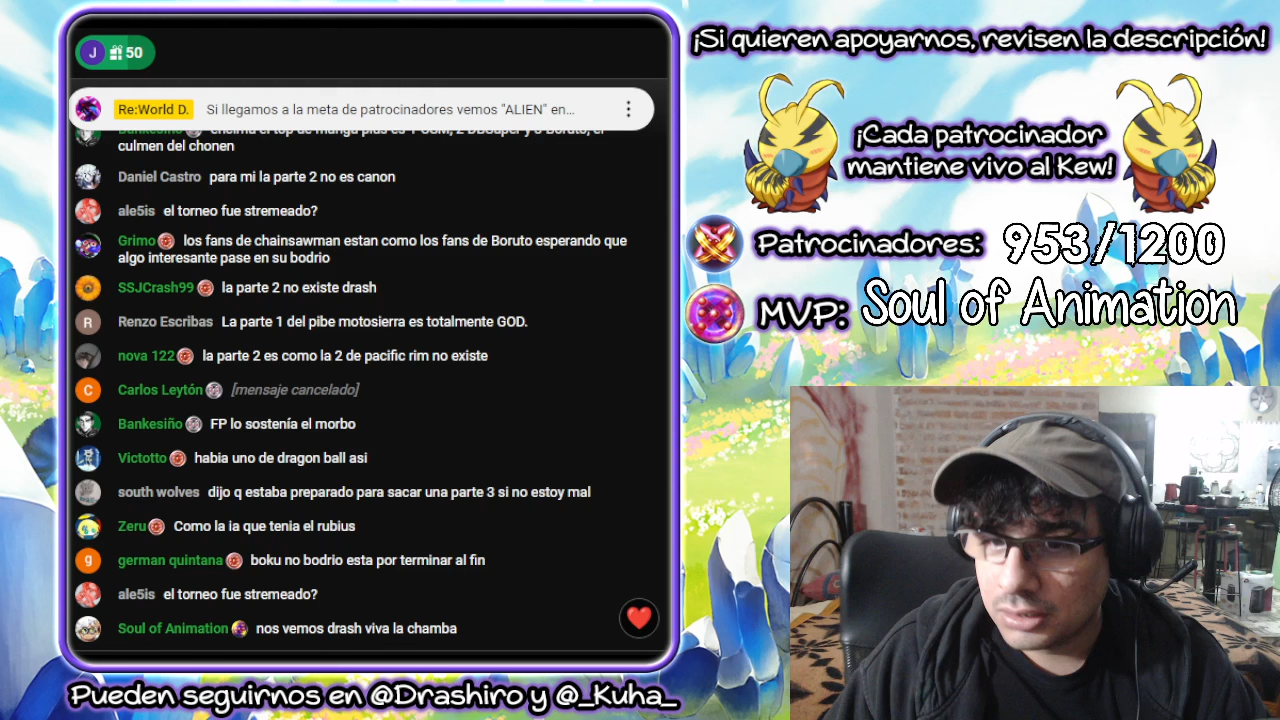 ¡Si quieren apoyarnos, revisen la descripción!
J 50
Re:World D. Si llegamos a la meta de patrocinadores vemos "ALIEN" en...
culmen del chonen
Daniel Castro para mi la parte 2 no es canon
ale5is el torneo fue stremeado?
Grimo los fans de chainsawman estan como los fans de Boruto esperando que
algo interesante pase en su bodrio
SSJCrash99 la parte 2 no existe drash
R Renzo Escribas La parte 1 del pibe motosierra es totalmente GOD.
nova 122 la parte 2 es como la 2 de pacific rim no existe
C Carlos Leytón [mensaje cancelado]
Bankesiño FP lo sostenía el morbo
Victotto habia uno de dragon ball asi
south wolves dijo q estaba preparado para sacar una parte 3 si no estoy mal
Zeru Como la ia que tenia el rubius
g german quintana boku no bodrio esta por terminar al fin
ale5is el torneo fue stremeado?
Soul of Animation nos vemos drash viva la chamba
¡Cada patrocinador
mantiene vivo al Kew!
Patrocinadores: 953/1200
MVP: Soul of Animation
Pueden seguirnos en @Drashiro y @_Kuha_